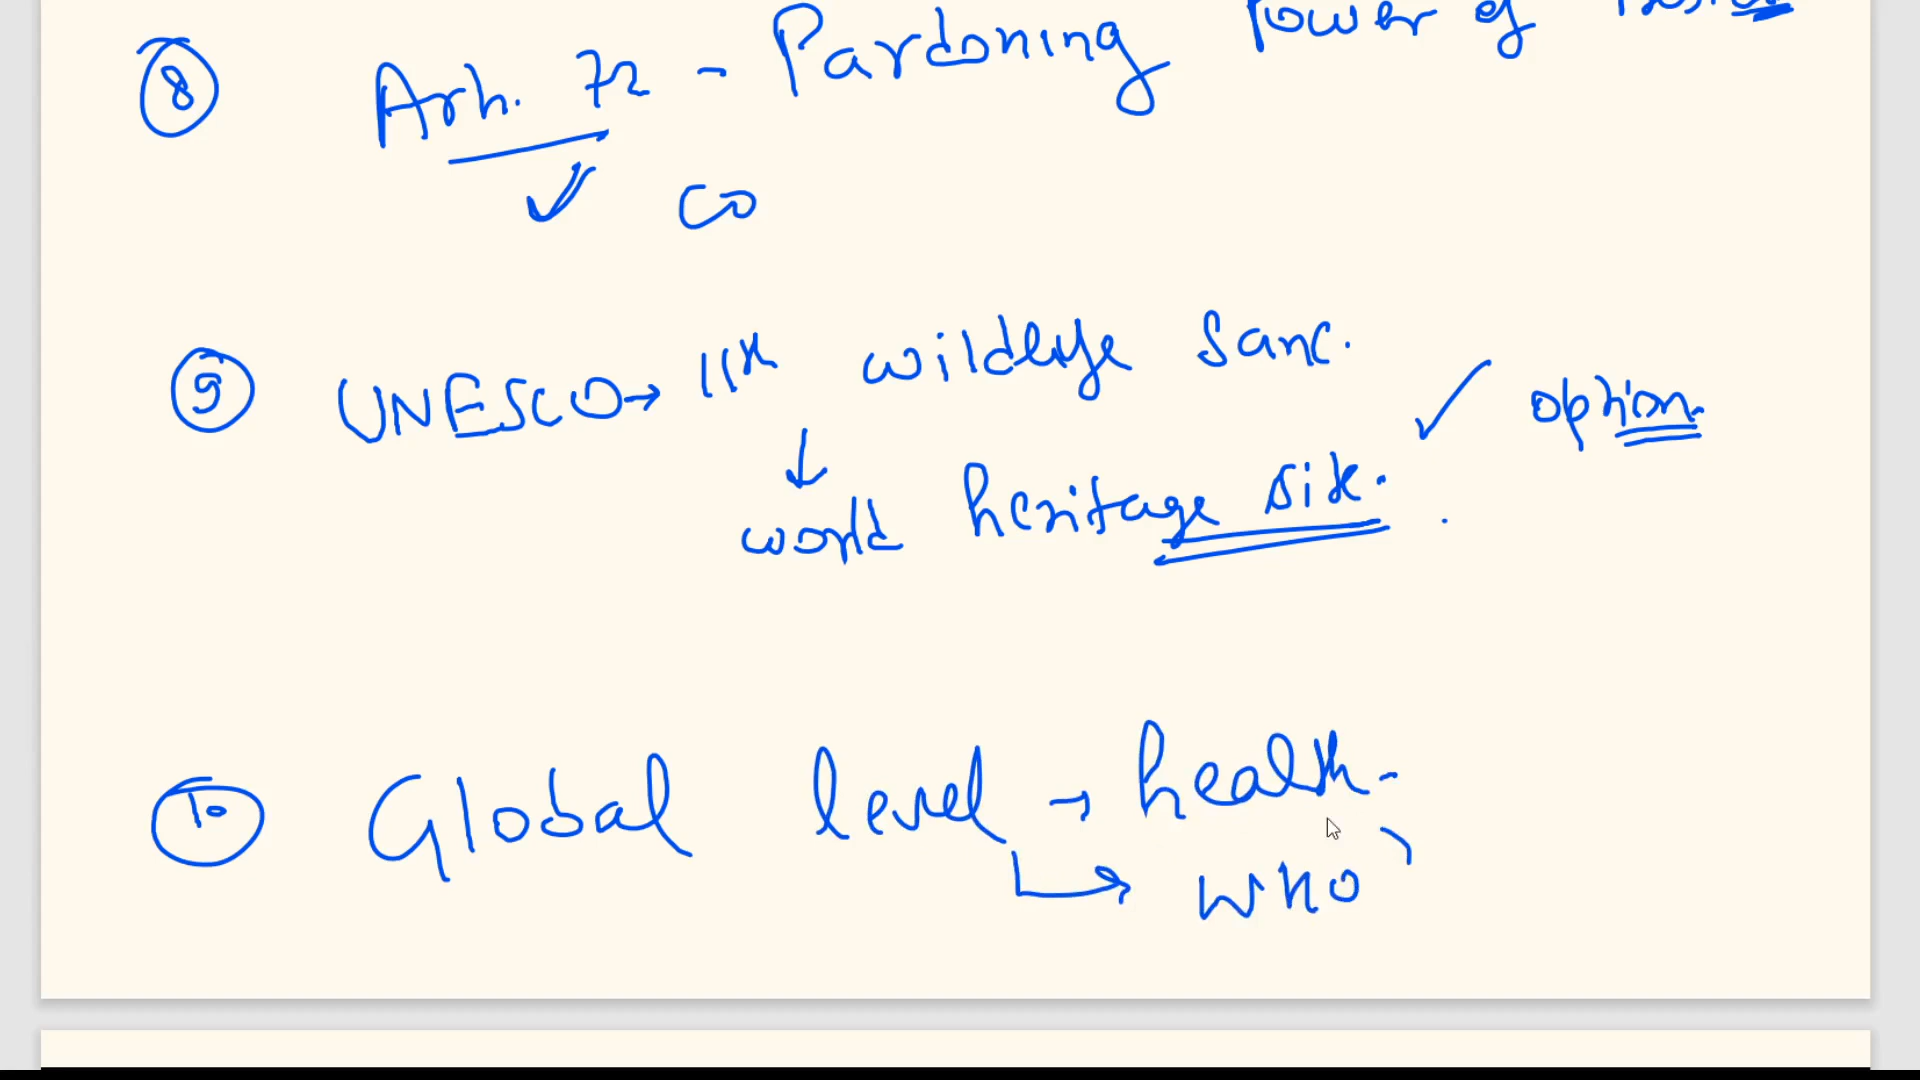 8 Art. 72 - Pardoning Power of
CO
9 UNESCO → 11th wildlife Sanc.
✓ option.
↓
world heritage site.
10 Global level → health.
↳ WHO